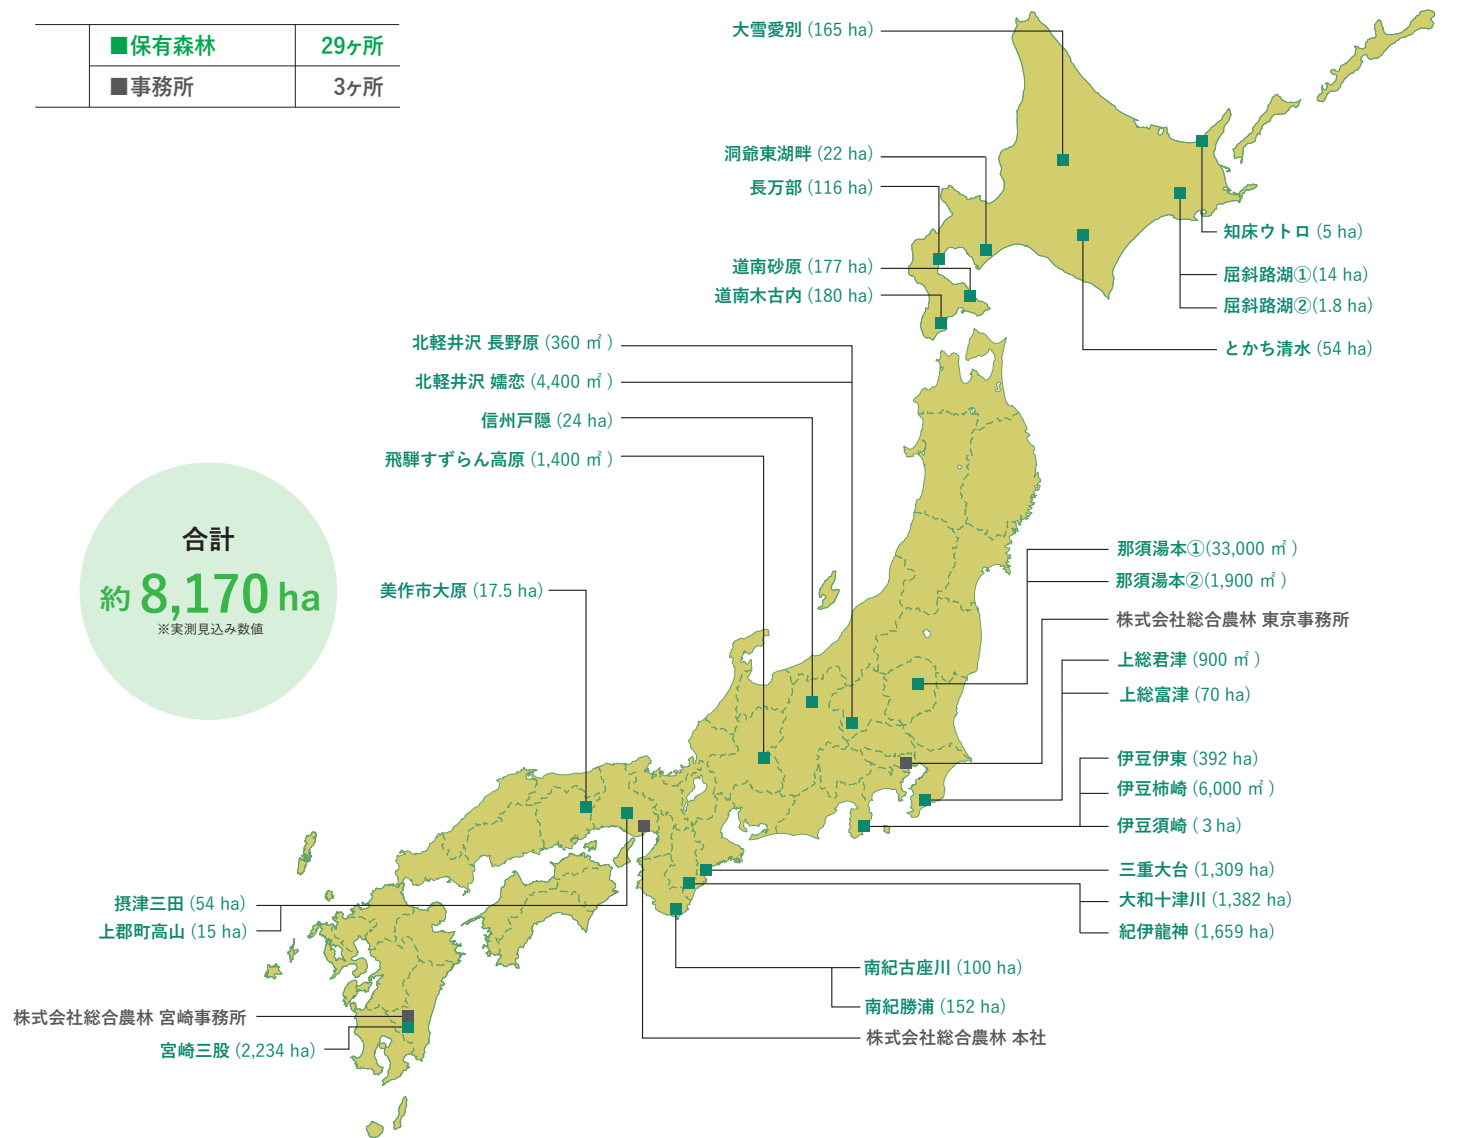 ■保有森林 29ヶ所
■事務所 3ヶ所
大雪愛別 (165 ha)
洞爺東湖畔 (22 ha)
長万部 (116 ha)
道南砂原 (177 ha)
道南木古内 (180 ha)
知床ウトロ (5 ha)
屈斜路湖①(14 ha)
屈斜路湖②(1.8 ha)
とかち清水 (54 ha)
北軽井沢 長野原 (360 ㎡ )
北軽井沢 嬬恋 (4,400 ㎡ )
信州戸隠 (24 ha)
飛騨すずらん高原 (1,400 ㎡ )
合計
約 8,170 ha
※実測見込み数値
美作市大原 (17.5 ha)
那須湯本①(33,000 ㎡ )
那須湯本②(1,900 ㎡ )
株式会社総合農林 東京事務所
上総君津 (900 ㎡ )
上総富津 (70 ha)
伊豆伊東 (392 ha)
伊豆柿崎 (6,000 ㎡ )
伊豆須崎 ( 3 ha)
三重大台 (1,309 ha)
大和十津川 (1,382 ha)
紀伊龍神 (1,659 ha)
摂津三田 (54 ha)
上郡町高山 (15 ha)
南紀古座川 (100 ha)
南紀勝浦 (152 ha)
株式会社総合農林 本社
株式会社総合農林 宮崎事務所
宮崎三股 (2,234 ha)